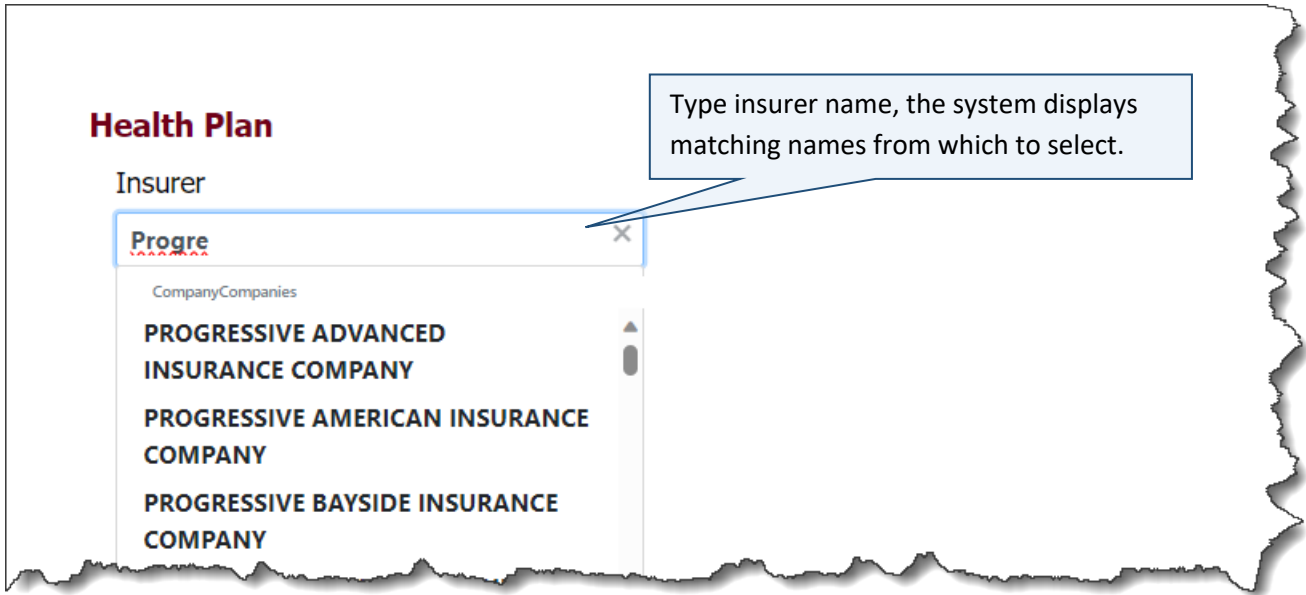 Health Plan
Type insurer name, the system displays
matching names from which to select.
Insurer
Progre
CompanyCompanies
PROGRESSIVE ADVANCED
INSURANCE COMPANY
PROGRESSIVE AMERICAN INSURANCE
COMPANY
PROGRESSIVE BAYSIDE INSURANCE
COMPANY